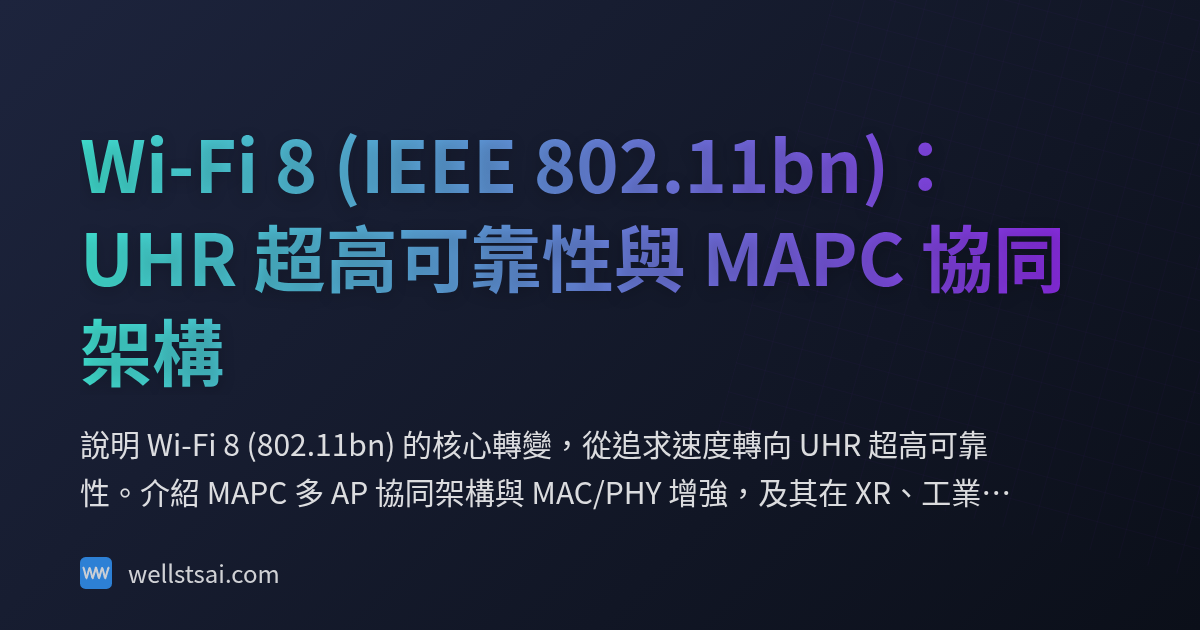 Wi-Fi 8 (IEEE 802.11bn)：
UHR 超高可靠性與 MAPC 協同
架構
說明 Wi-Fi 8 (802.11bn) 的核心轉變，從追求速度轉向 UHR 超高可靠
性。介紹 MAPC 多 AP 協同架構與 MAC/PHY 增強，及其在 XR、工業…
wellstsai.com